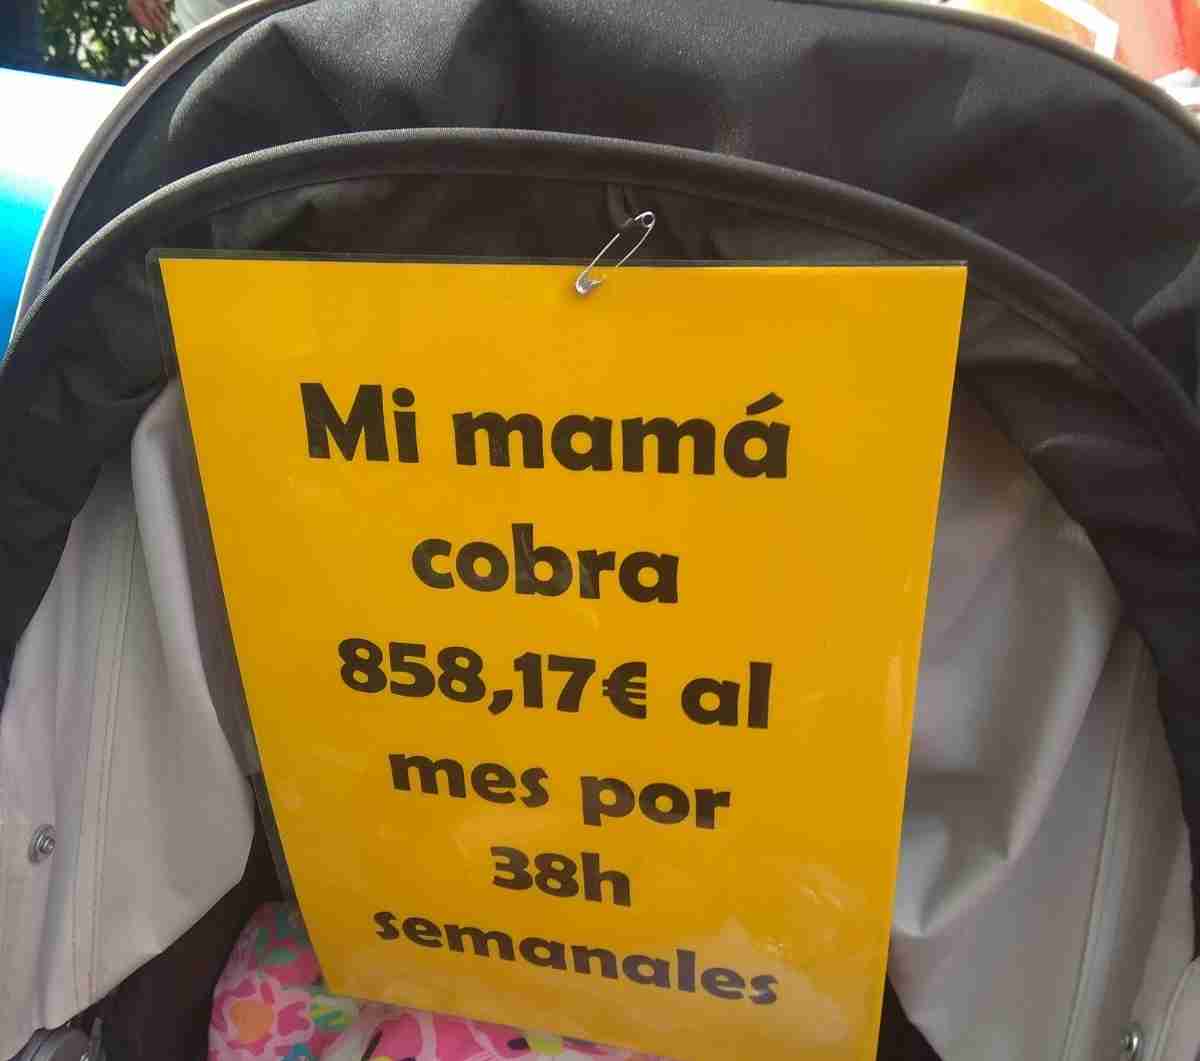 Mi mamá
cobra
858,17€ al
mes por
38h
semanales